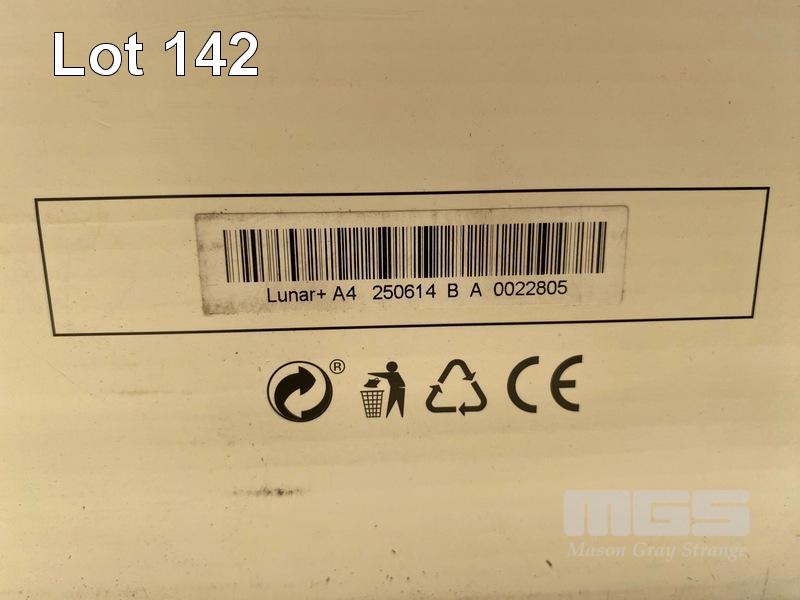 Lot 142
Lunar+ A4 250614 B A 0022805
®
CE
MGS
Mason Gray Strange